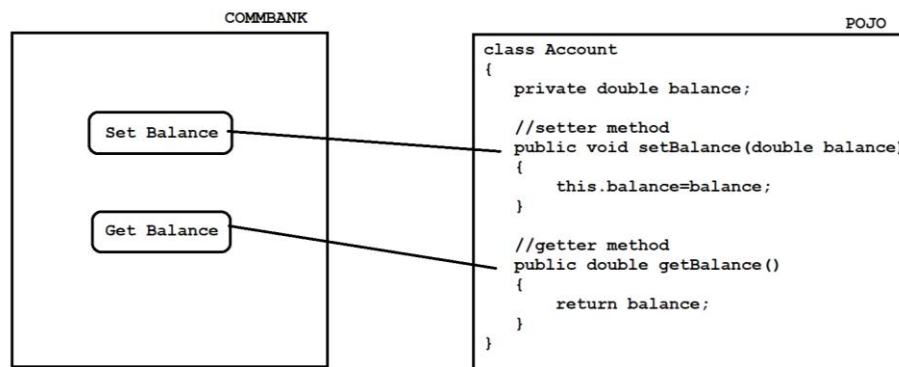 COMMBANK
Set Balance
Get Balance
POJO
class Account
{
private double balance;
//setter method
public void setBalance(double balance)
{
this.balance=balance;
}
//getter method
public double getBalance()
{
return balance;
}
}